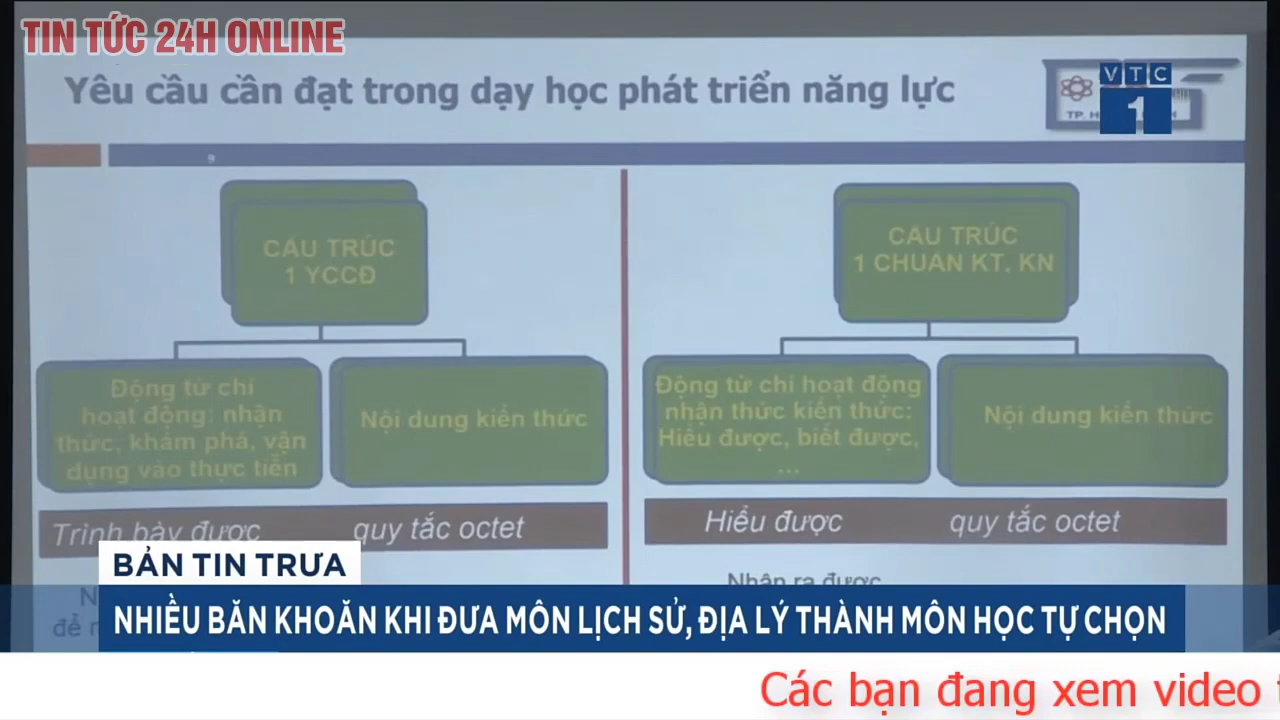 TIN TỨC 24H ONLINE
Yêu cầu cần đạt trong dạy học phát triển năng lực
VTC
1
TP. H
9
CẤU TRÚC
1 YCCĐ
CẤU TRÚC
1 CHUẨN KT, KN
Động từ chỉ
hoạt động: nhận
thức, khám phá, vận
dụng vào thực tiễn
Nội dung kiến thức
Động từ chỉ hoạt động
nhận thức kiến thức:
Hiểu được, biết được,
...
Nội dung kiến thức
Trình bày được quy tắc octet
Hiểu được quy tắc octet
Nhận ra được
BẢN TIN TRƯA
NHIỀU BĂN KHOĂN KHI ĐƯA MÔN LỊCH SỬ, ĐỊA LÝ THÀNH MÔN HỌC TỰ CHỌN
Các bạn đang xem video